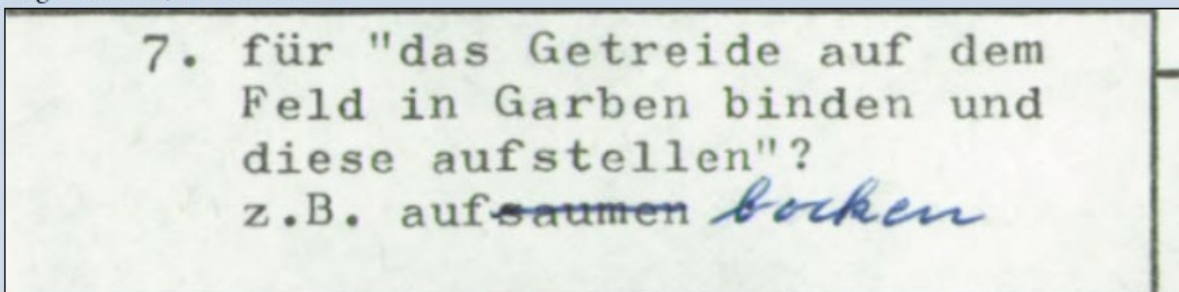 7. für "das Getreide auf dem
Feld in Garben binden und
diese aufstellen"?
z.B. aufsaumen bocken